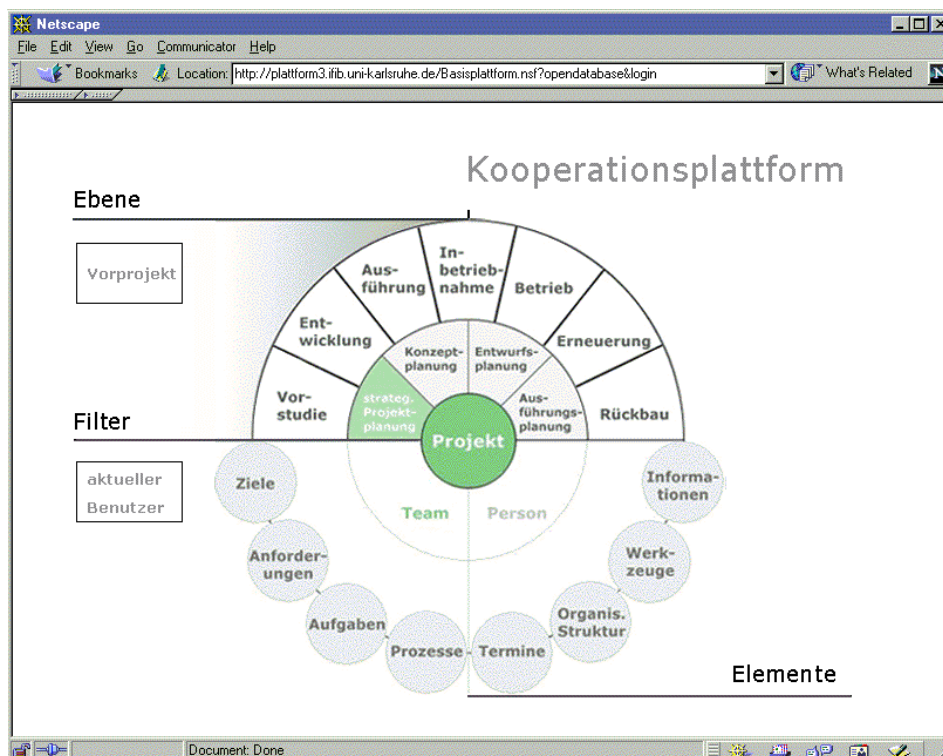 Netscape
File Edit View Go Communicator Help
Bookmarks Location: http://plattform3.ifib.uni-karlsruhe.de/Basisplattform.nsf?opendatabase&login What's Related
Kooperationsplattform
Ebene
Vorprojekt
In-
betrieb-
nahme
Aus-
führung
Betrieb
Ent-
wicklung
Erneuerung
Vor-
studie
Rückbau
Konzept-
planung
Entwurfs-
planung
strateg.
Projekt-
planung
Aus-
führungs-
planung
Projekt
Filter
aktueller
Benutzer
Team
Person
Ziele
Anforder-
ungen
Aufgaben
Prozesse
Termine
Organis.
Struktur
Werk-
zeuge
Informa-
tionen
Elemente
Document: Done